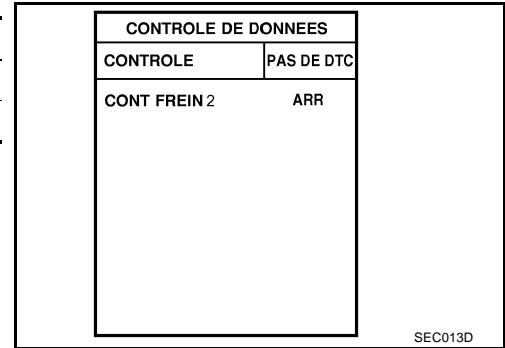 CONTROLE DE DONNEES
CONTROLE PAS DE DTC
CONT FREIN 2 ARR
SEC013D